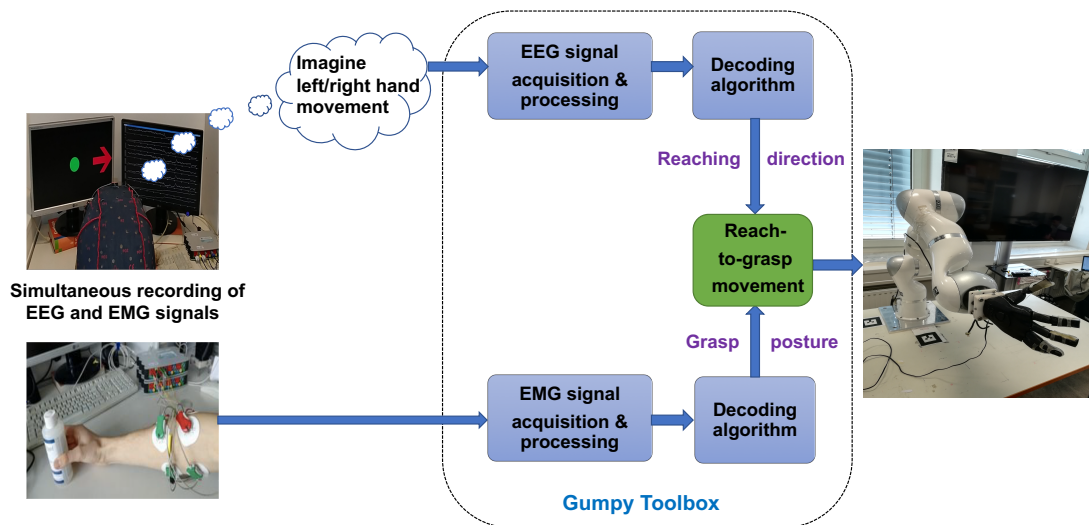 Imagine
left/right hand
movement
EEG signal
acquisition &
processing
Decoding
algorithm
Reaching direction
Reach-
to-grasp
movement
Simultaneous recording of
EEG and EMG signals
Grasp posture
EMG signal
acquisition &
processing
Decoding
algorithm
Gumpy Toolbox